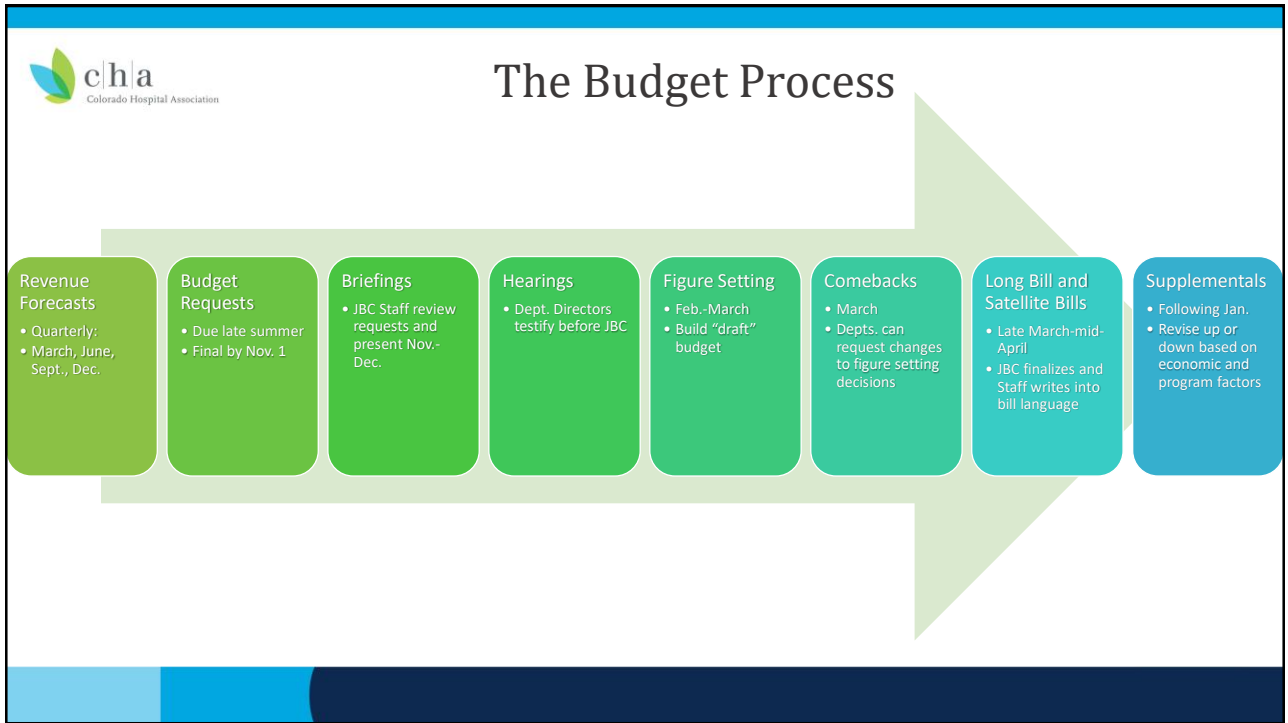 c|h|a
Colorado Hospital Association
The Budget Process
Revenue
Forecasts
• Quarterly:
• March, June,
Sept., Dec.
Budget
Requests
• Due late summer
• Final by Nov. 1
Briefings
• JBC Staff review
requests and
present Nov.-
Dec.
Hearings
• Dept. Directors
testify before JBC
Figure Setting
• Feb.-March
• Build “draft”
budget
Comebacks
• March
• Depts. can
request changes
to figure setting
decisions
Long Bill and
Satellite Bills
• Late March-mid-
April
• JBC finalizes and
Staff writes into
bill language
Supplementals
• Following Jan.
• Revise up or
down based on
economic and
program factors